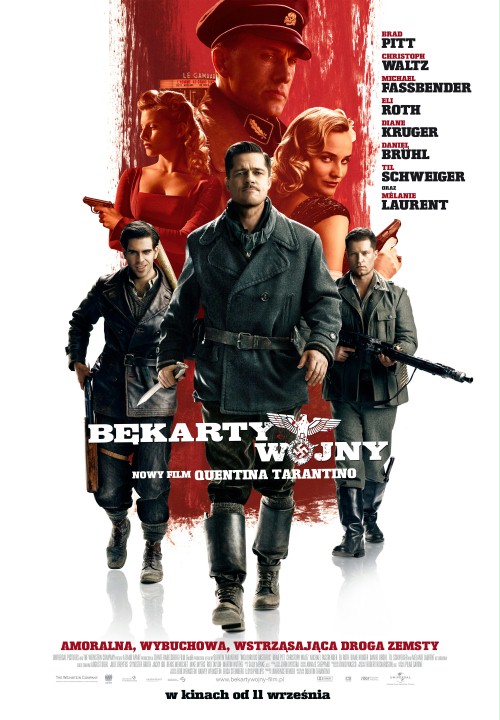 LE GAMAAR
BRAD
PITT
CHRISTOPH
WALTZ
MICHAEL
FASSBENDER
ELI
ROTH
DIANE
KRUGER
DANIEL
BRÜHL
TIL
SCHWEIGER
ORAZ
MÉLANIE
LAURENT
BĘKARTY
WOJNY
NOWY FILM QUENTINA TARANTINO
AMORALNA, WYBUCHOWA, WSTRZĄSAJĄCA DROGA ZEMSTY
www.bekartywojny-film.pl
w kinach od 11 września